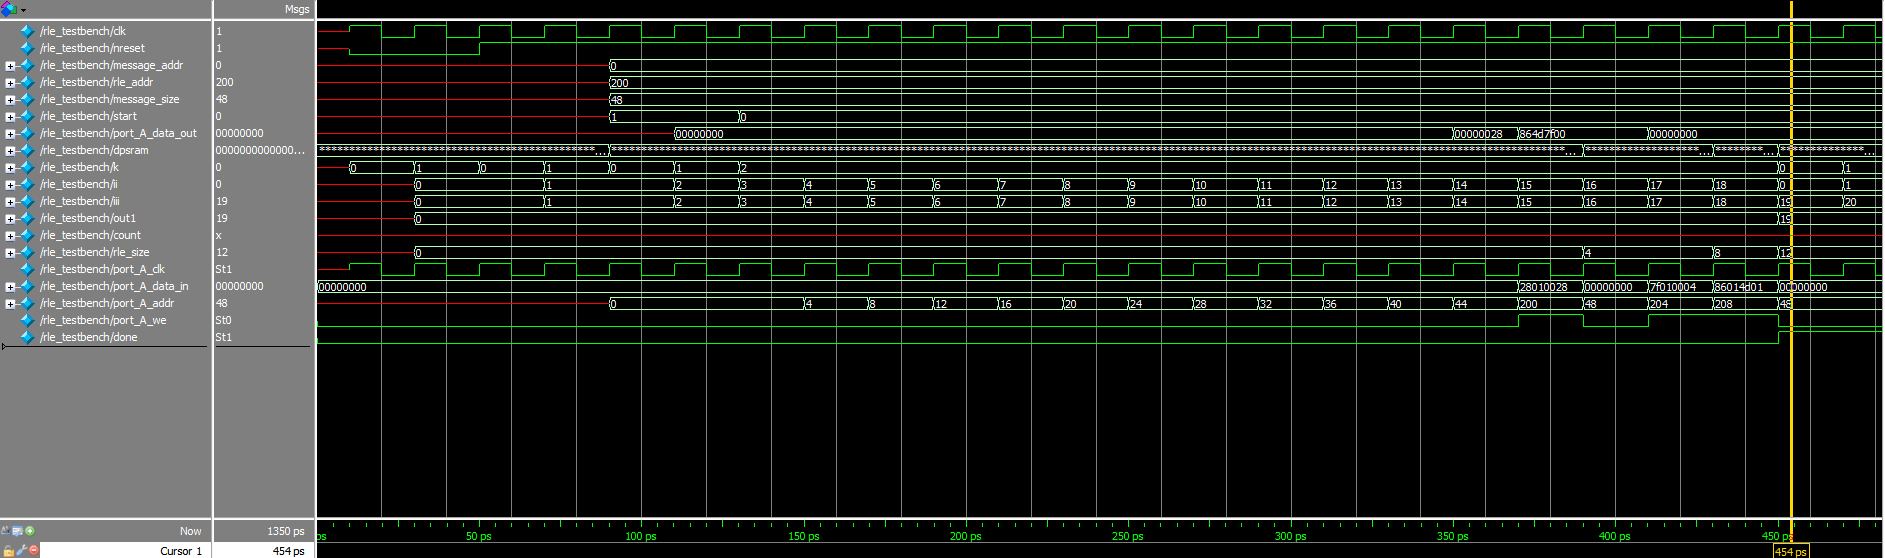 Msgs
/rle_testbench/clk 1
/rle_testbench/nreset 1
/rle_testbench/message_addr 0 0
/rle_testbench/rle_addr 200 200
/rle_testbench/message_size 48 48
/rle_testbench/start 0 1 0
/rle_testbench/port_A_data_out 00000000 00000000 00000028 864d7f00 00000000
/rle_testbench/dpsram 0000000000000...
/rle_testbench/k 0 0 1 0 1 0 1 2 0 1
/rle_testbench/ii 0 0 1 2 3 4 5 6 7 8 9 10 11 12 13 14 15 16 17 18 0 1
/rle_testbench/iii 19 0 1 2 3 4 5 6 7 8 9 10 11 12 13 14 15 16 17 18 19 20
/rle_testbench/out1 19 0 19
/rle_testbench/count x
/rle_testbench/rle_size 12 0 4 8 12
/rle_testbench/port_A_clk St1
/rle_testbench/port_A_data_in 00000000 00000000 28010028 00000000 7f010004 86014d01 00000000
/rle_testbench/port_A_addr 48 0 4 8 12 16 20 24 28 32 36 40 44 200 48 204 208 48
/rle_testbench/port_A_we St0
/rle_testbench/done St1
Now 1350 ps ps 50 ps 100 ps 150 ps 200 ps 250 ps 300 ps 350 ps 400 ps 450 ps
Cursor 1 454 ps 454 ps